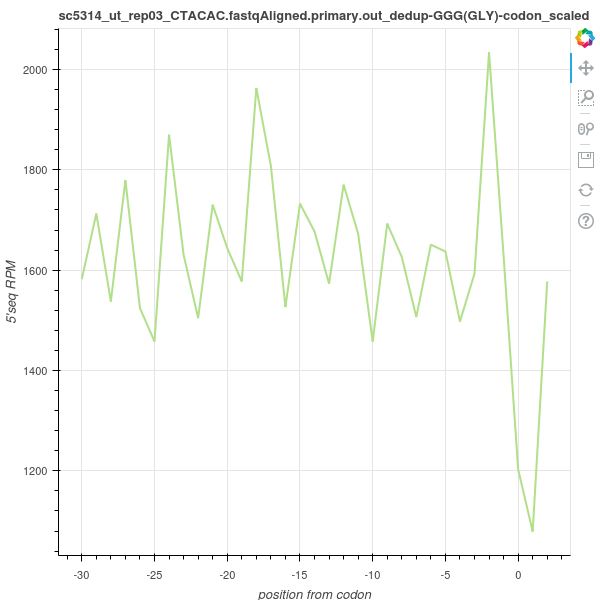 sc5314_ut_rep03_CTACAC.fastqAligned.primary.out_dedup-GGG(GLY)-codon_scaled
2000
1800
1600
1400
1200
5'seq RPM
-30 -25 -20 -15 -10 -5 0
position from codon